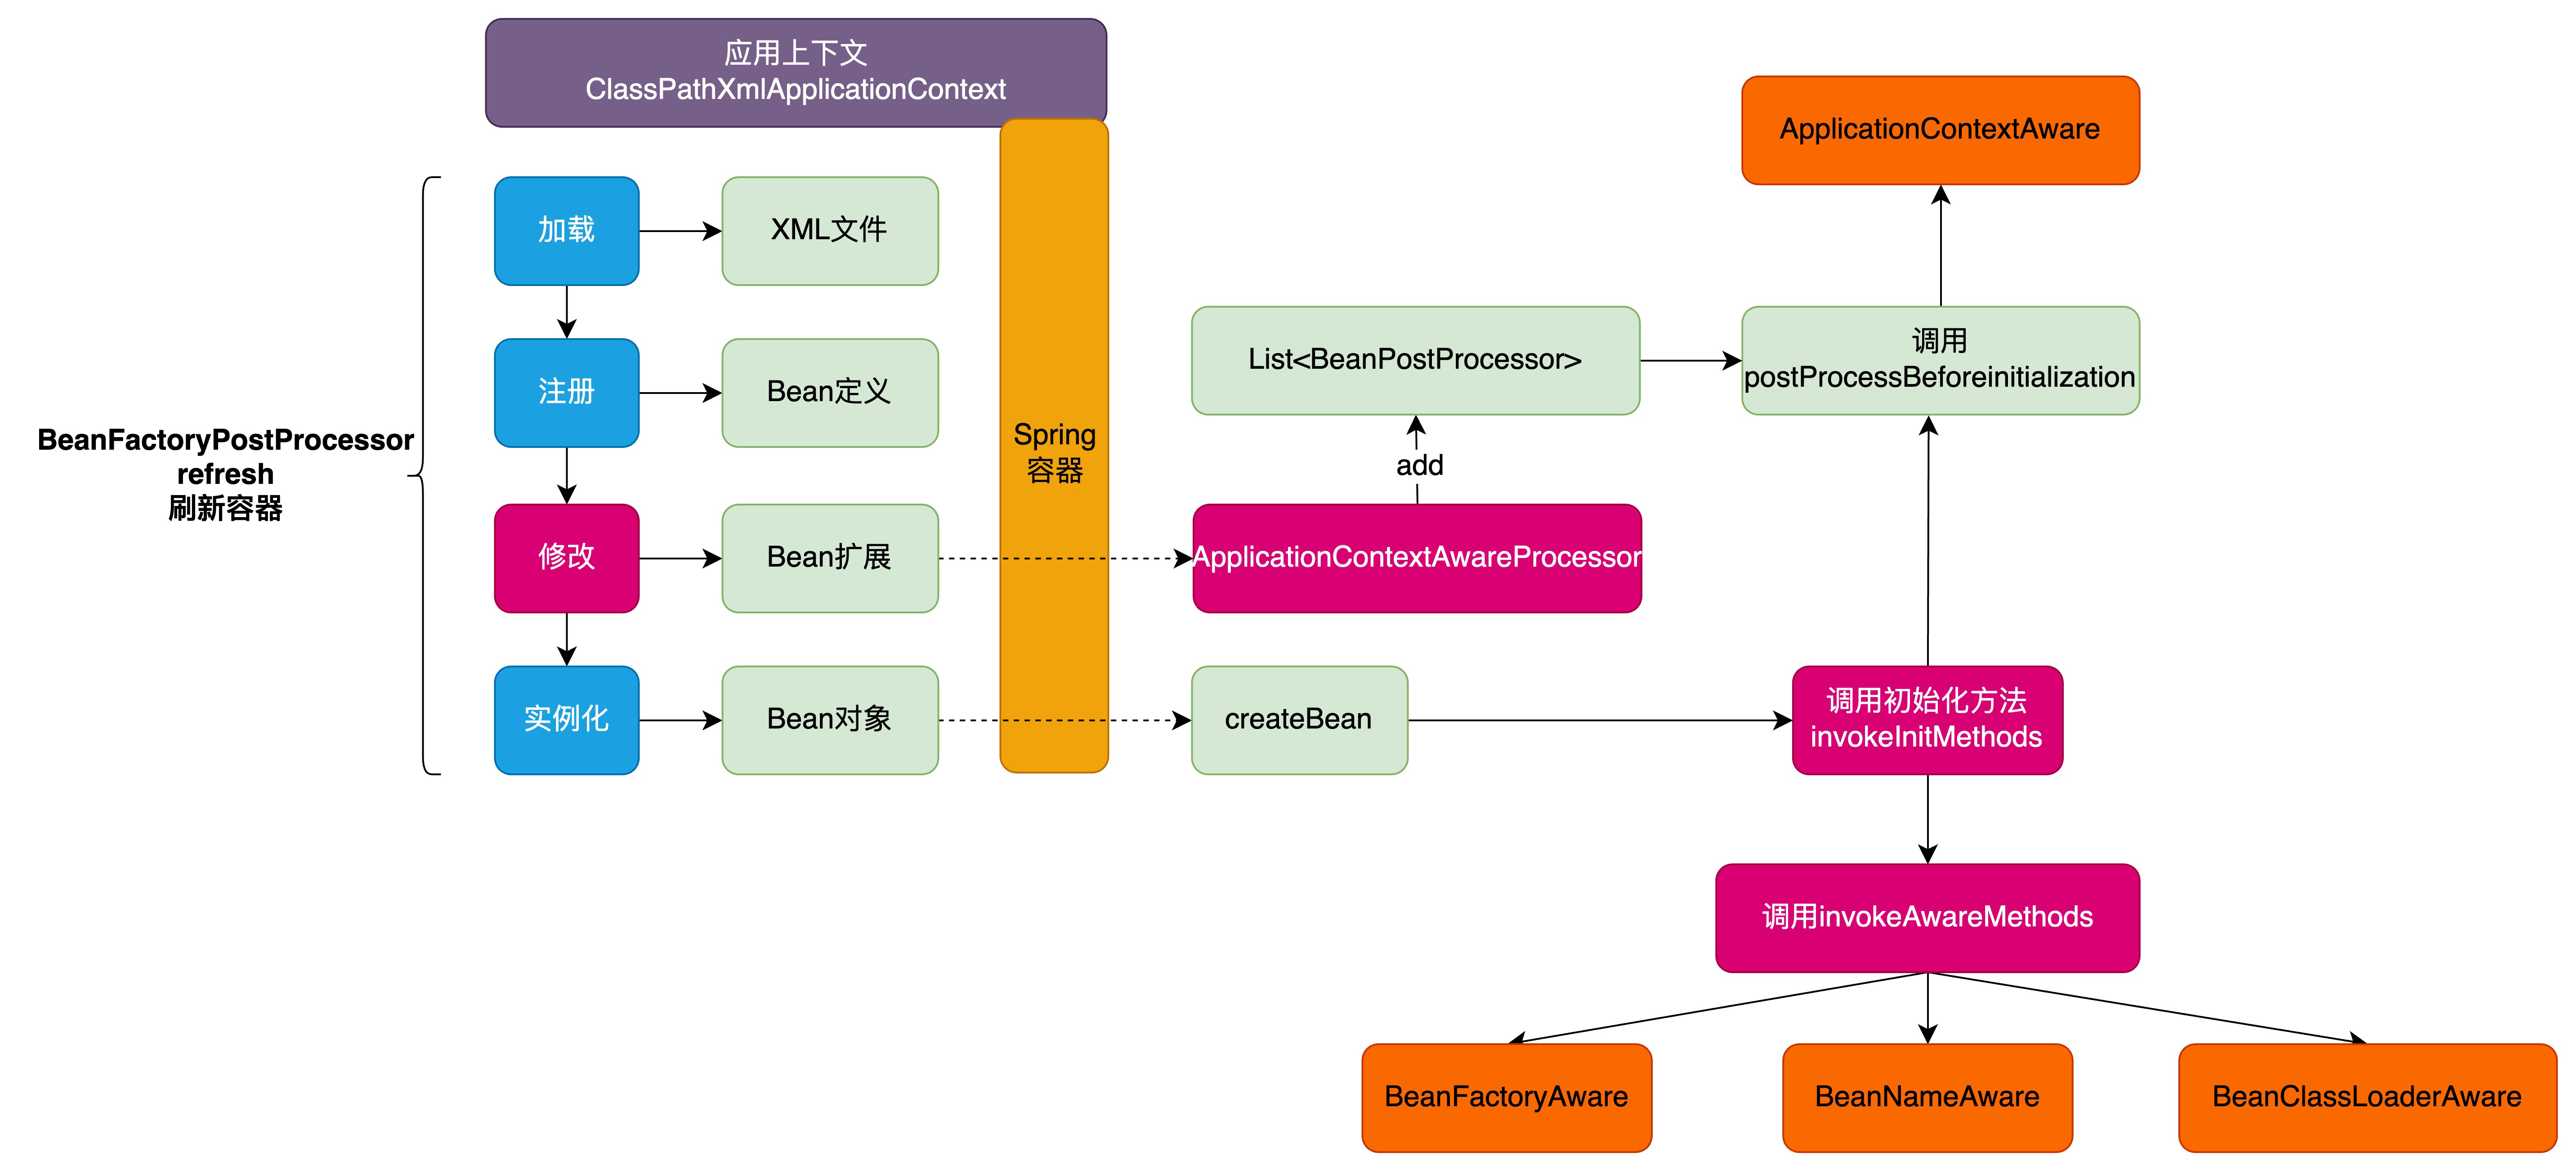 应用上下文
ClassPathXmlApplicationContext
BeanFactoryPostProcessor
refresh
刷新容器
加载
XML文件
注册
Bean定义
修改
Bean扩展
实例化
Bean对象
Spring
容器
ApplicationContextAware
List<BeanPostProcessor>
调用
postProcessBeforeinitialization
add
ApplicationContextAwareProcessor
createBean
调用初始化方法
invokeInitMethods
调用invokeAwareMethods
BeanFactoryAware
BeanNameAware
BeanClassLoaderAware